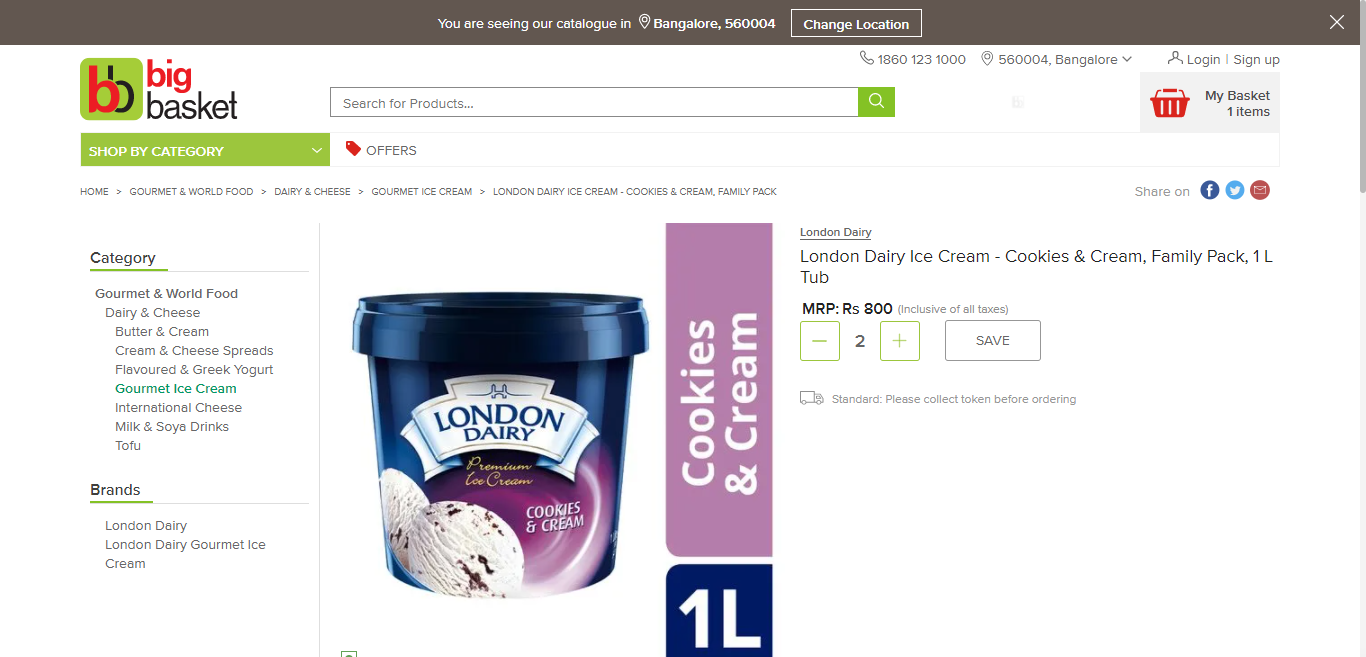 You are seeing our catalogue in Bangalore, 560004 Change Location
1860 123 1000 560004, Bangalore Login | Sign up
bb big
basket
Search for Products...
My Basket
1 items
SHOP BY CATEGORY OFFERS
HOME > GOURMET & WORLD FOOD > DAIRY & CHEESE > GOURMET ICE CREAM > LONDON DAIRY ICE CREAM - COOKIES & CREAM, FAMILY PACK
Share on
Category
Gourmet & World Food
Dairy & Cheese
Butter & Cream
Cream & Cheese Spreads
Flavoured & Greek Yogurt
Gourmet Ice Cream
International Cheese
Milk & Soya Drinks
Tofu
Brands
London Dairy
London Dairy Gourmet Ice
Cream
LONDON
DAIRY
Premium
Ice Cream
COOKIES
& CREAM
Cookies
& Cream
1L
London Dairy
London Dairy Ice Cream - Cookies & Cream, Family Pack, 1 L
Tub
MRP: Rs 800 (Inclusive of all taxes)
2 SAVE
Standard: Please collect token before ordering